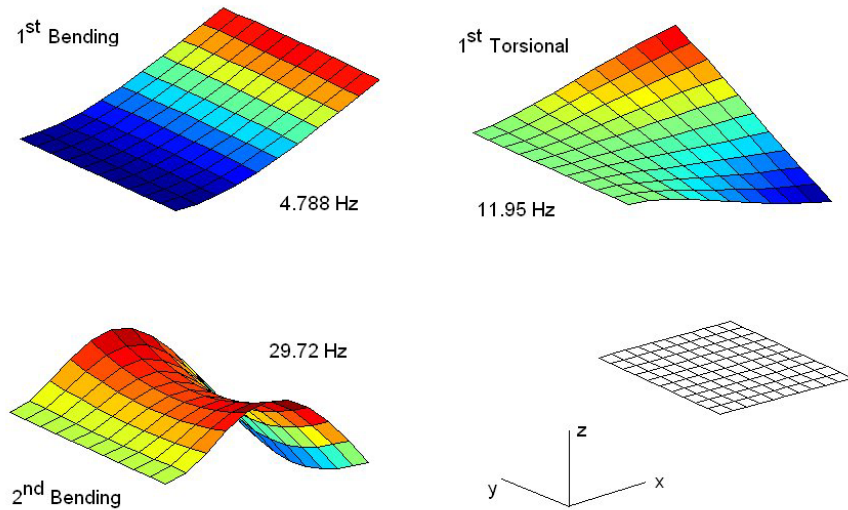 1st Bending
4.788 Hz
1st Torsional
11.95 Hz
29.72 Hz
2nd Bending
z
y
x